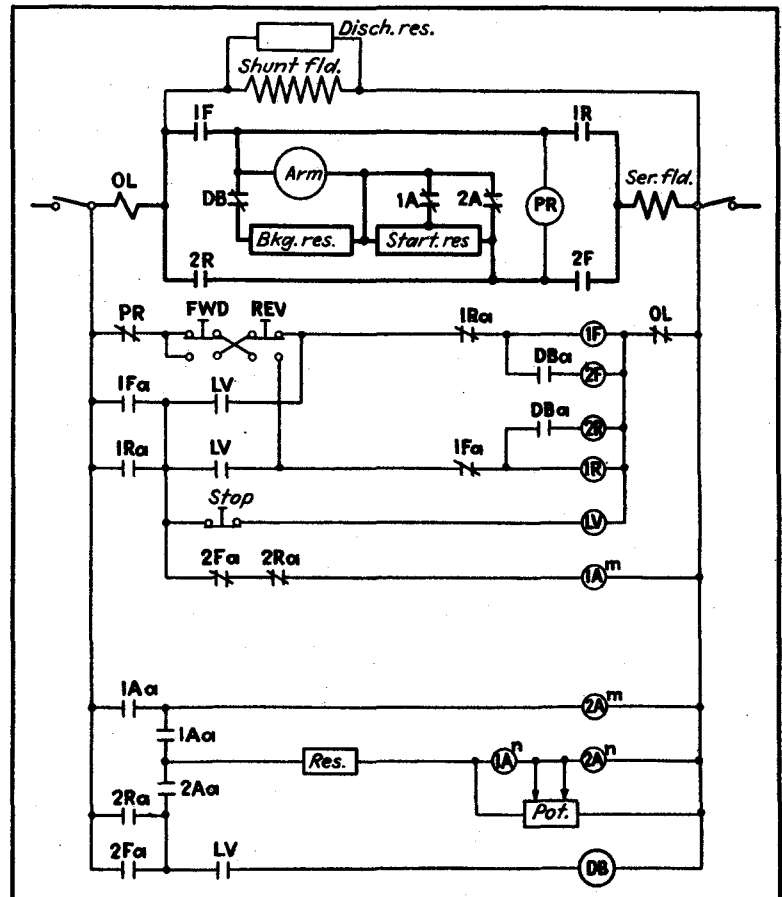 Disch. res.
Shunt fld.
1F
1R
OL
Arm
Ser. fld.
DB
1A
2A
PR
Bkg. res.
Start. res
2R
2F
PR
FWD
REV
1Ra
1F
OL
DBa
2F
1Fa
LV
DBa
2R
1Ra
LV
1Fa
1R
Stop
LV
2Fa
2Ra
1A m
1Aa
2A m
1Aa
Res.
1A n
2A n
2Aa
Pot.
2Ra
2Fa
LV
DB